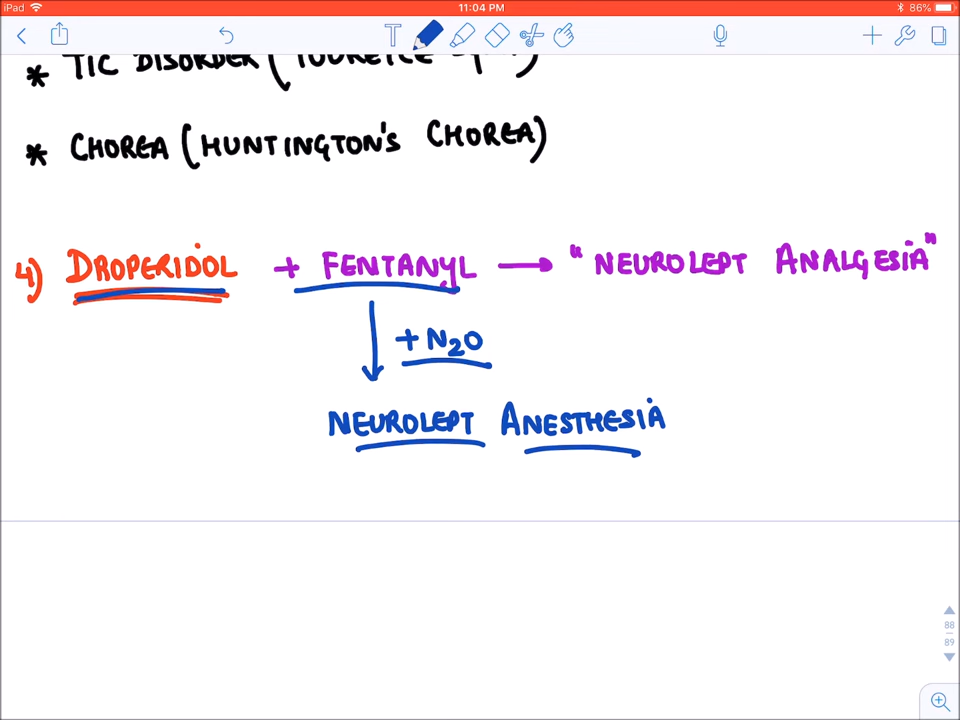 iPad 11:04 PM 86%
T
* TIC DISORDER (
* CHOREA (HUNTINGTON'S CHOREA)
4) DROPERIDOL + FENTANYL → "NEUROLEPT ANALGESIA"
+ N₂O
NEUROLEPT ANESTHESIA
88
89